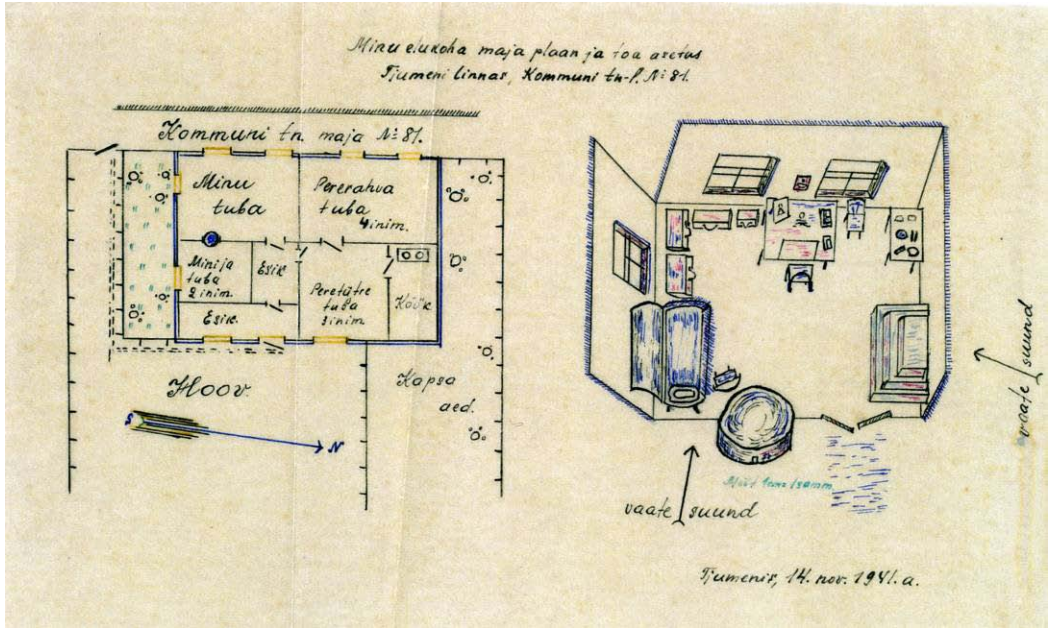 Minu elukoha maja plaan ja toa asetus
Tjumeni linnas, Kommuni tn-l. № 81.
Kommuni tn. maja № 81.
Minu
tuba
Pererahva
tuba
4 inim.
Minija
tuba
2 inim.
Esik
Peretütre
tuba
3 inim.
Köök
Esik.
Hoov.
Kapsa
aed.
S
N
vaate suund
vaate suund
Tjumenis, 14. nov. 1941. a.